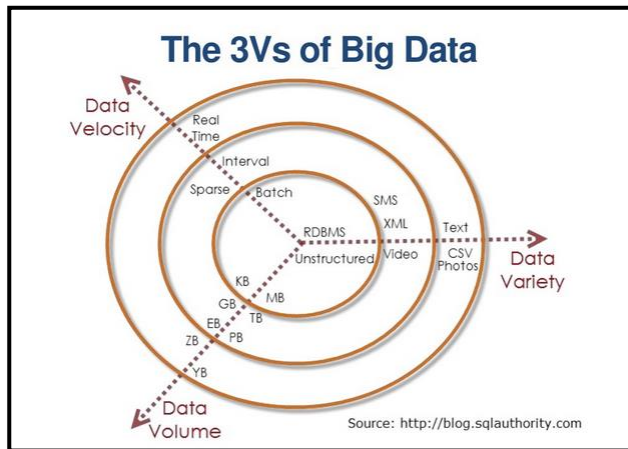 The 3Vs of Big Data
Data
Velocity
Real
Time
Interval
Sparse
Batch
SMS
RDBMS
XML
Text
Unstructured
Video
CSV
Photos
Data
Variety
KB
MB
GB
TB
EB
PB
ZB
YB
Data
Volume
Source: http://blog.sqlauthority.com